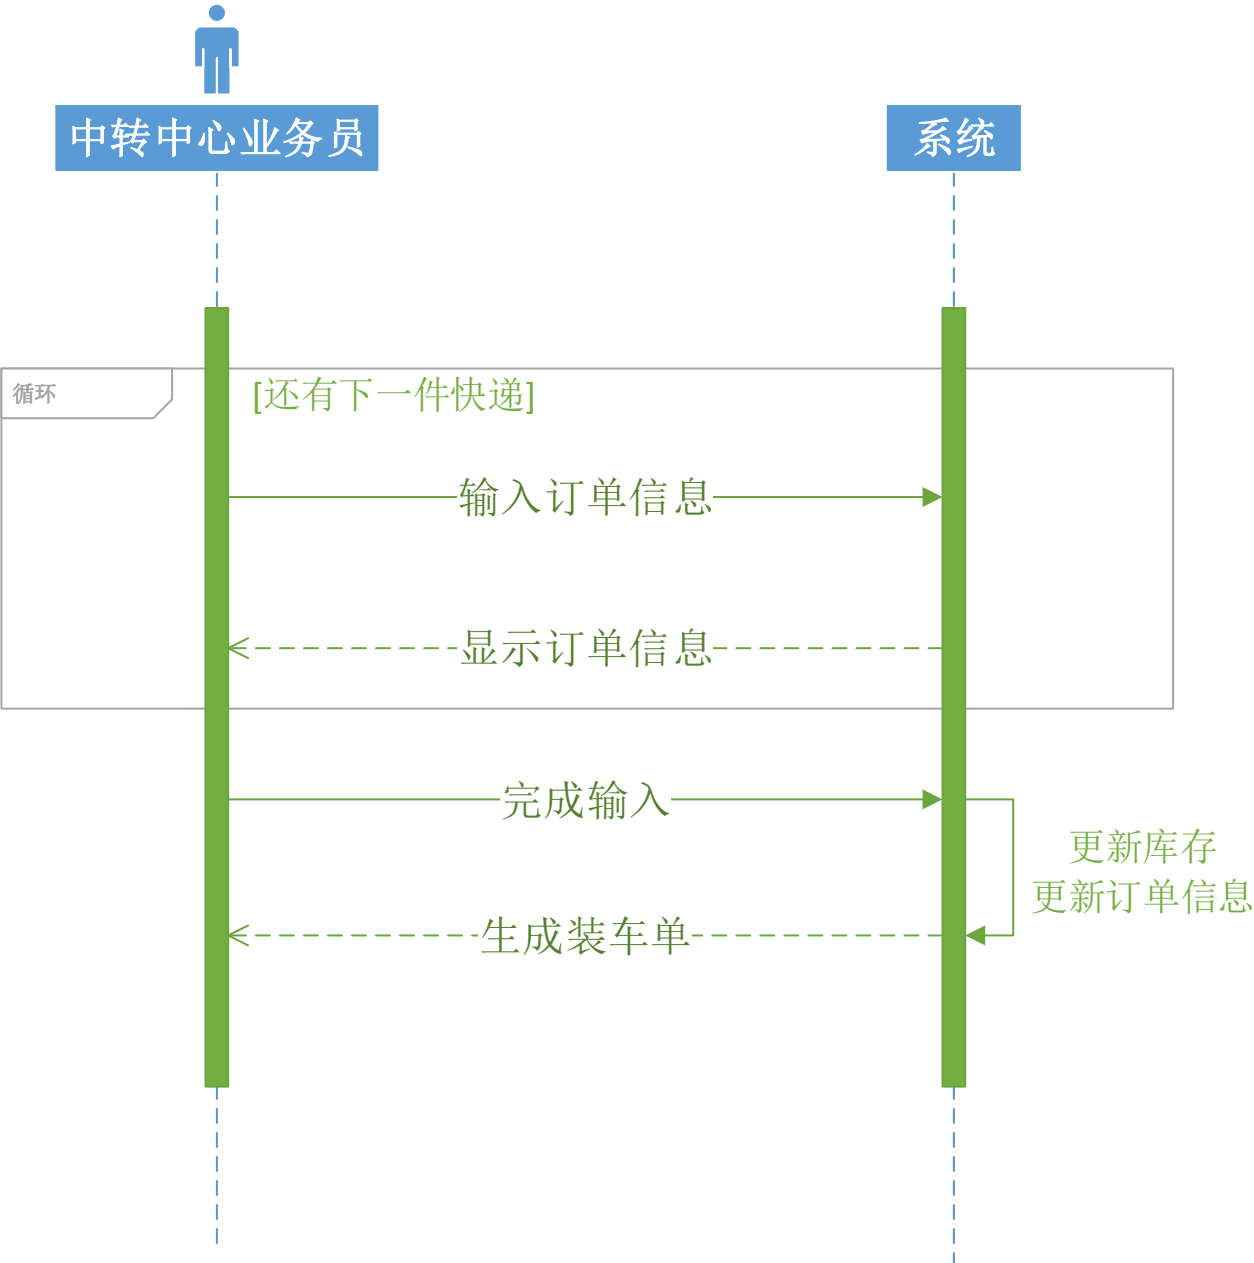 中转中心业务员
系统
循环
[还有下一件快递]
输入订单信息
显示订单信息
完成输入
更新库存
更新订单信息
生成装车单